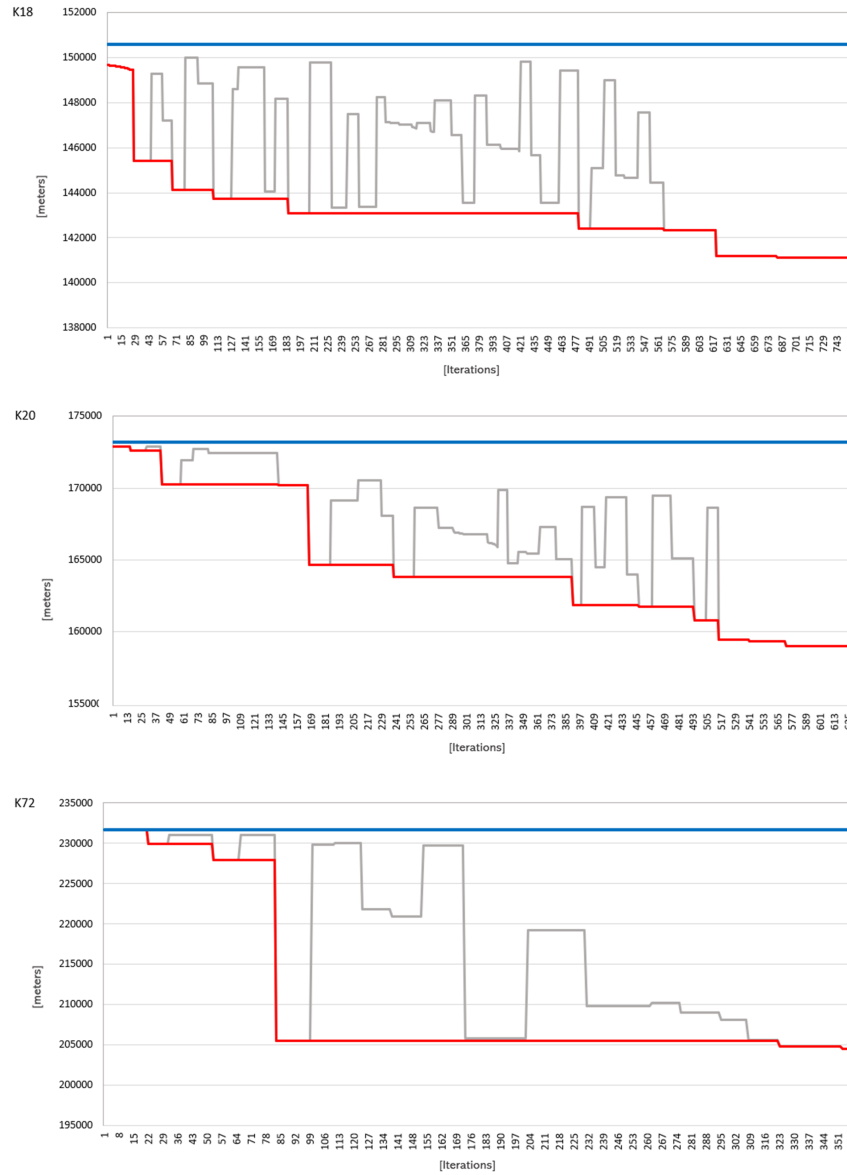 K18
152000
150000
148000
146000
144000
142000
140000
138000
[meters]
1 15 29 43 57 71 85 99 113 127 141 155 169 183 197 211 225 239 253 267 281 295 309 323 337 351 365 379 393 407 421 435 449 463 477 491 505 519 533 547 561 575 589 603 617 631 645 659 673 687 701 715 729 743
[Iterations]
K20
175000
170000
165000
160000
155000
[meters]
1 13 25 37 49 61 73 85 97 109 121 133 145 157 169 181 193 205 217 229 241 253 265 277 289 301 313 325 337 349 361 373 385 397 409 421 433 445 457 469 481 493 505 517 529 541 553 565 577 589 601 613 625
[Iterations]
K72
235000
230000
225000
220000
215000
210000
205000
200000
195000
[meters]
1 8 15 22 29 36 43 50 57 64 71 78 85 92 99 106 113 120 127 134 141 148 155 162 169 176 183 190 197 204 211 218 225 232 239 246 253 260 267 274 281 288 295 302 309 316 323 330 337 344 351
[Iterations]